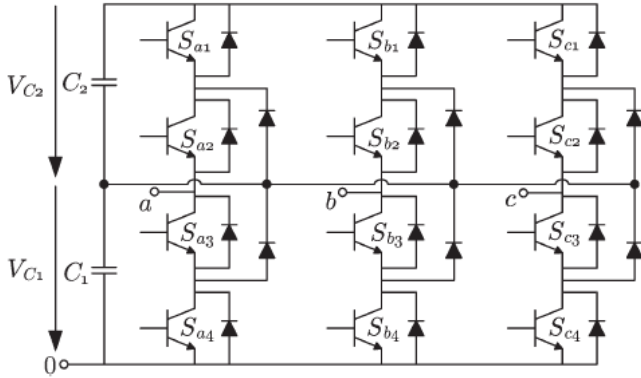 S_{a1} S_{b1} S_{c1}
V_{C2} C_2
S_{a2} S_{b2} S_{c2}
a b c
S_{a3} S_{b3} S_{c3}
V_{C1} C_1
S_{a4} S_{b4} S_{c4}
0